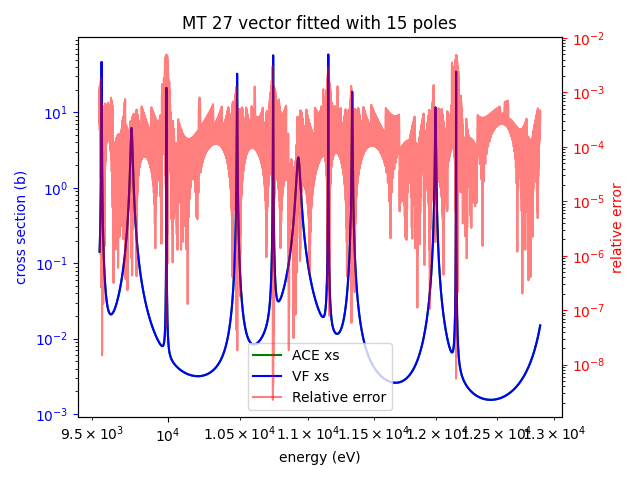 MT 27 vector fitted with 15 poles
cross section (b)
relative error
10¹
10⁰
10⁻¹
10⁻²
10⁻³
10⁻²
10⁻³
10⁻⁴
10⁻⁵
10⁻⁶
10⁻⁷
10⁻⁸
ACE xs
VF xs
Relative error
9.5 × 10³
10⁴
1.05 × 10⁴
1.1 × 10⁴
1.15 × 10⁴
1.2 × 10⁴
1.25 × 10⁴
1.3 × 10⁴
energy (eV)